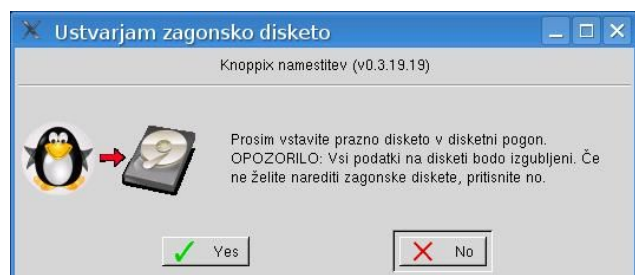 Ustvarjam zagonsko disketo
Knoppix namestitev (v0.3.19.19)
Prosim vstavite prazno disketo v disketni pogon.
OPOZORILO: Vsi podatki na disketi bodo izgubljeni. Če
ne želite narediti zagonske diskete, pritisnite no.
Yes
No